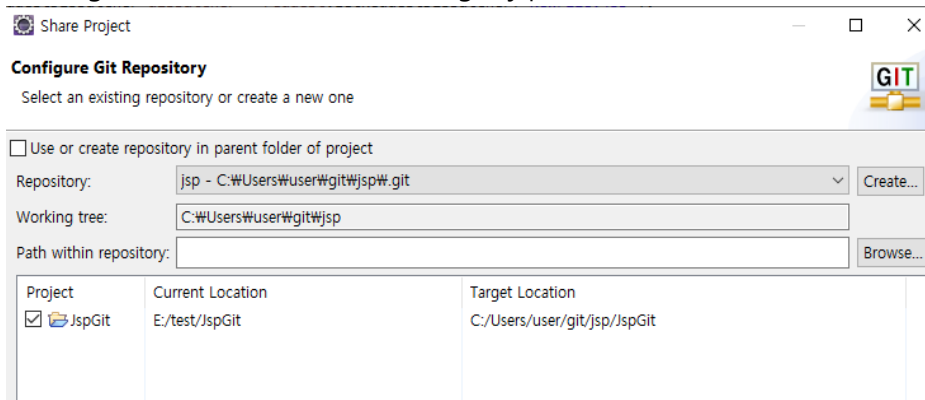 Share Project
Configure Git Repository
Select an existing repository or create a new one
GIT
Use or create repository in parent folder of project
Repository: jsp - C:₩Users₩user₩git₩jsp₩.git Create...
Working tree: C:₩Users₩user₩git₩jsp
Path within repository: Browse...
Project Current Location Target Location
JspGit E:/test/JspGit C:/Users/user/git/jsp/JspGit